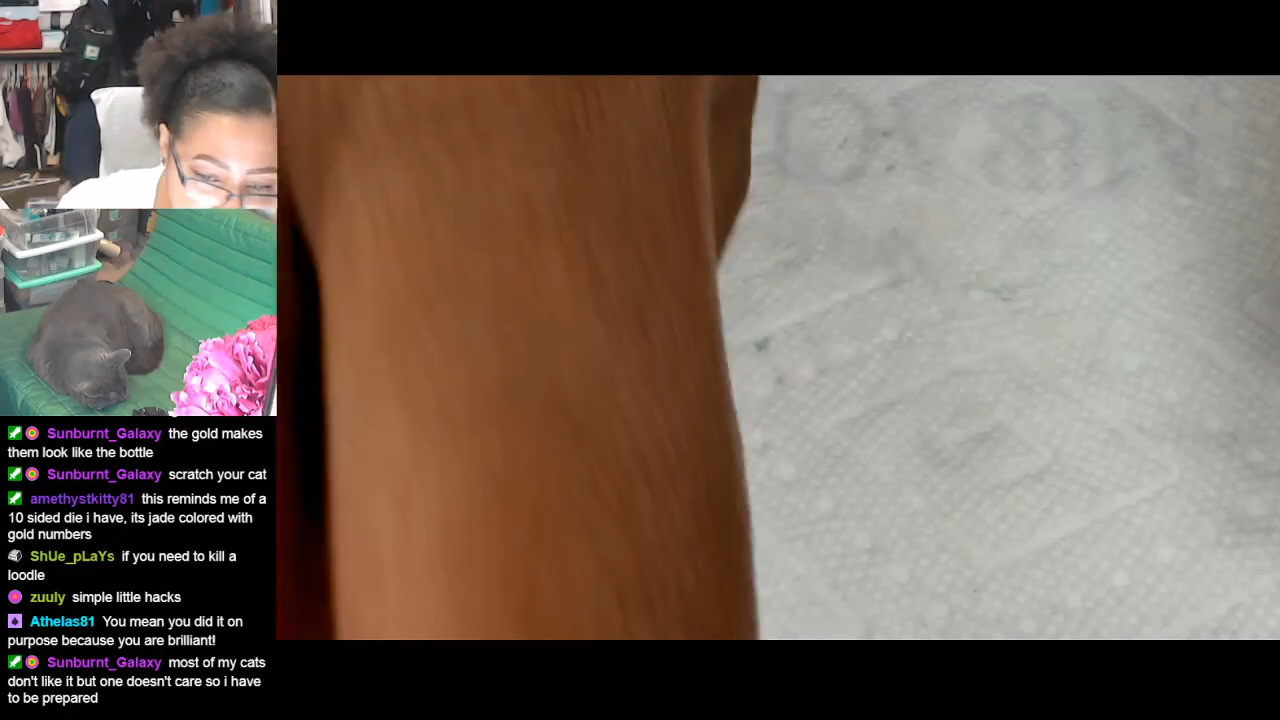 Sunburnt_Galaxy the gold makes
them look like the bottle
Sunburnt_Galaxy scratch your cat
amethystkitty81 this reminds me of a
10 sided die i have, its jade colored with
gold numbers
ShUe_pLaYs if you need to kill a
loodle
zuuly simple little hacks
Athelas81 You mean you did it on
purpose because you are brilliant!
Sunburnt_Galaxy most of my cats
don't like it but one doesn't care so i have
to be prepared